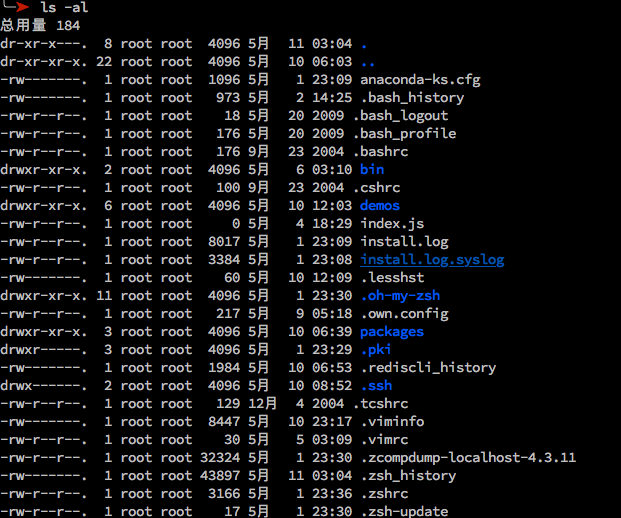 ╰─➤ ls -al
总用量 184
dr-xr-x---.  8 root root  4096 5月  11 03:04 .
dr-xr-xr-x. 22 root root  4096 5月  10 06:03 ..
-rw-------.  1 root root  1096 5月   1 23:09 anaconda-ks.cfg
-rw-------.  1 root root   973 5月   2 14:25 .bash_history
-rw-r--r--.  1 root root    18 5月  20 2009 .bash_logout
-rw-r--r--.  1 root root   176 5月  20 2009 .bash_profile
-rw-r--r--.  1 root root   176 9月  23 2004 .bashrc
drwxr-xr-x.  2 root root  4096 5月   6 03:10 bin
-rw-r--r--.  1 root root   100 9月  23 2004 .cshrc
drwxr-xr-x.  6 root root  4096 5月  10 12:03 demos
-rw-r--r--.  1 root root     0 5月   4 18:29 index.js
-rw-r--r--.  1 root root  8017 5月   1 23:09 install.log
-rw-r--r--.  1 root root  3384 5月   1 23:08 install.log.syslog
-rw-------.  1 root root    60 5月  10 12:09 .lesshst
drwxr-xr-x. 11 root root  4096 5月   1 23:30 .oh-my-zsh
-rw-r--r--.  1 root root   217 5月   9 05:18 .own.config
drwxr-xr-x.  3 root root  4096 5月  10 06:39 packages
drwxr-----.  3 root root  4096 5月   1 23:29 .pki
-rw-------.  1 root root  1984 5月  10 06:53 .rediscli_history
drwx------.  2 root root  4096 5月  10 08:52 .ssh
-rw-r--r--.  1 root root   129 12月  4 2004 .tcshrc
-rw-------.  1 root root  8447 5月  10 23:17 .viminfo
-rw-r--r--.  1 root root    30 5月   5 03:09 .vimrc
-rw-r--r--.  1 root root 32324 5月   1 23:30 .zcompdump-localhost-4.3.11
-rw-------.  1 root root 43897 5月  11 03:04 .zsh_history
-rw-r--r--.  1 root root  3166 5月   1 23:36 .zshrc
-rw-r--r--.  1 root root    17 5月   1 23:30 .zsh-update